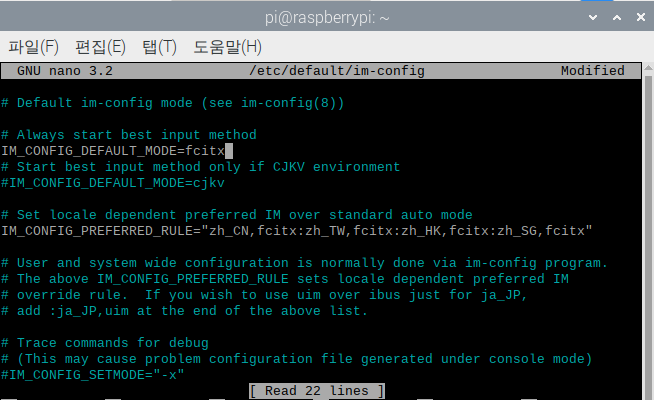 pi@raspberrypi: ~
파일(F) 편집(E) 탭(T) 도움말(H)
GNU nano 3.2 /etc/default/im-config Modified
# Default im-config mode (see im-config(8))
# Always start best input method
IM_CONFIG_DEFAULT_MODE=fcitx
# Start best input method only if CJKV environment
#IM_CONFIG_DEFAULT_MODE=cjkv
# Set locale dependent preferred IM over standard auto mode
IM_CONFIG_PREFERRED_RULE="zh_CN,fcitx:zh_TW,fcitx:zh_HK,fcitx:zh_SG,fcitx"
# User and system wide configuration is normally done via im-config program.
# The above IM_CONFIG_PREFERRED_RULE sets locale dependent preferred IM
# override rule.  If you wish to use uim over ibus just for ja_JP,
# add :ja_JP,uim at the end of the above list.
# Trace commands for debug
# (This may cause problem configuration file generated under console mode)
#IM_CONFIG_SETMODE="-x"
[ Read 22 lines ]